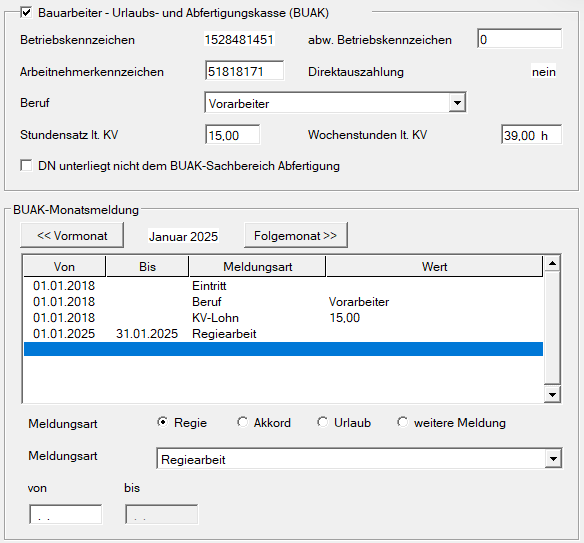 Bauarbeiter - Urlaubs- und Abfertigungskasse (BUAK)
Betriebskennzeichen 1528481451 abw. Betriebskennzeichen 0
Arbeitnehmerkennzeichen 51818171 Direktauszahlung nein
Beruf Vorarbeiter
Stundensatz lt. KV 15,00 Wochenstunden lt. KV 39,00 h
DN unterliegt nicht dem BUAK-Sachbereich Abfertigung
BUAK-Monatsmeldung
<< Vormonat Januar 2025 Folgemonat >>
Von Bis Meldungsart Wert
01.01.2018 Eintritt
01.01.2018 Beruf Vorarbeiter
01.01.2018 KV-Lohn 15,00
01.01.2025 31.01.2025 Regiearbeit
Meldungsart Regie Akkord Urlaub weitere Meldung
Meldungsart Regiearbeit
von bis
. . . .